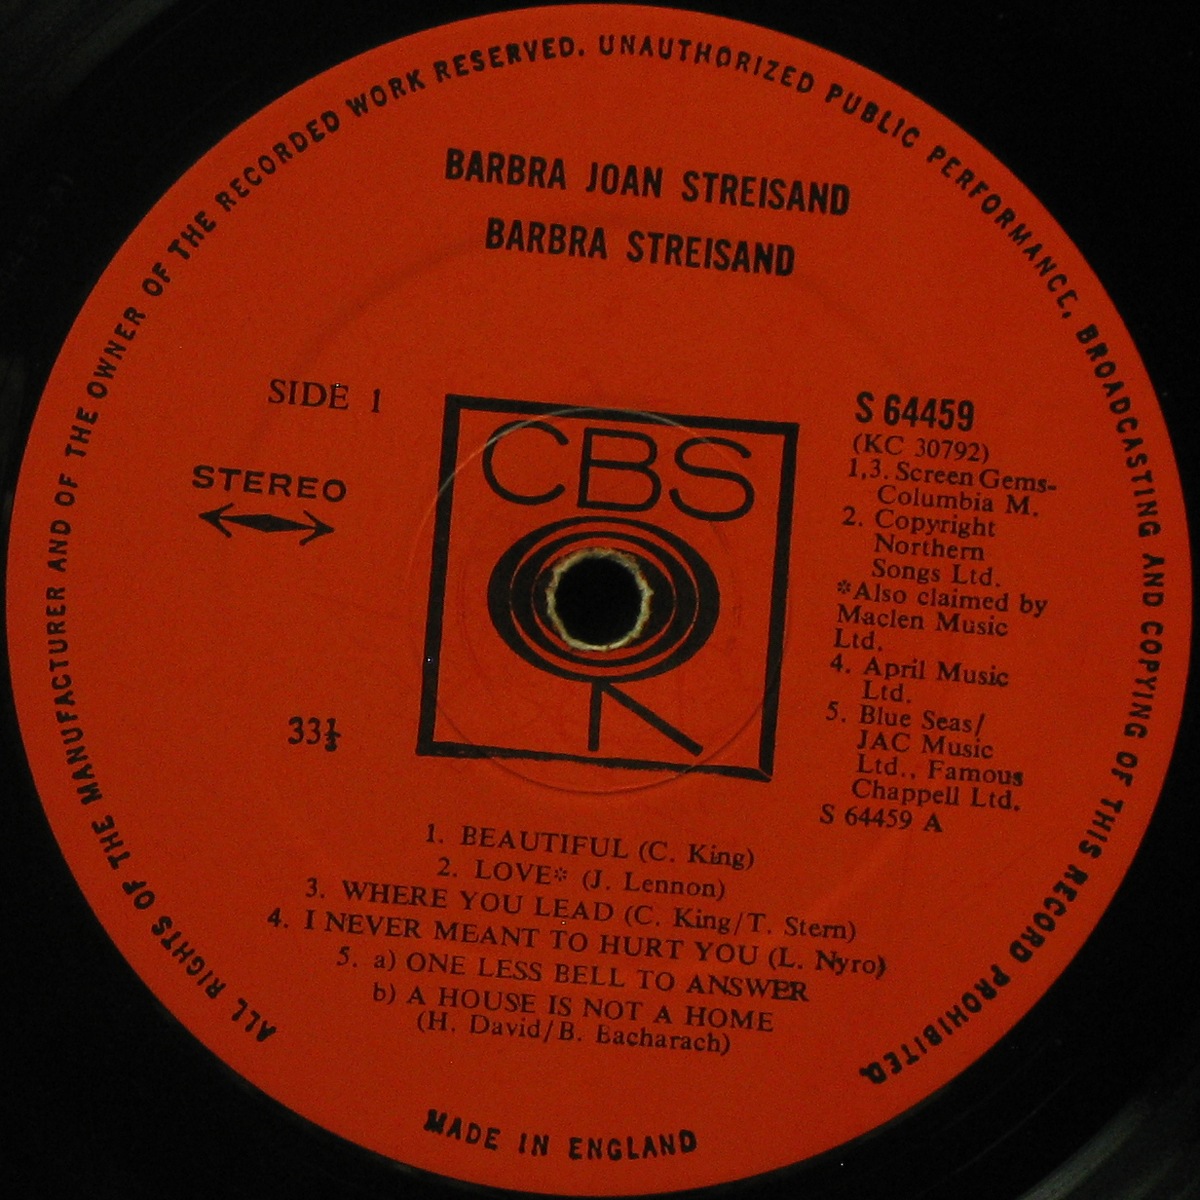 ALL RIGHTS OF THE MANUFACTURER AND OF THE OWNER OF THE RECORDED WORK RESERVED. UNAUTHORIZED PUBLIC PERFORMANCE, BROADCASTING AND COPYING OF THIS RECORD PROHIBITED.
BARBRA JOAN STREISAND
BARBRA STREISAND
SIDE 1
STEREO
33⅓
CBS
S 64459
(KC 30792)
1,3. Screen Gems-
Columbia M.
2. Copyright
Northern
Songs Ltd.
*Also claimed by
Maclen Music
Ltd.
4. April Music
Ltd.
5. Blue Seas/
JAC Music
Ltd., Famous
Chappell Ltd.
S 64459 A
1. BEAUTIFUL (C. King)
2. LOVE* (J. Lennon)
3. WHERE YOU LEAD (C. King/T. Stern)
4. I NEVER MEANT TO HURT YOU (L. Nyro)
5. a) ONE LESS BELL TO ANSWER
b) A HOUSE IS NOT A HOME
(H. David/B. Bacharach)
MADE IN ENGLAND